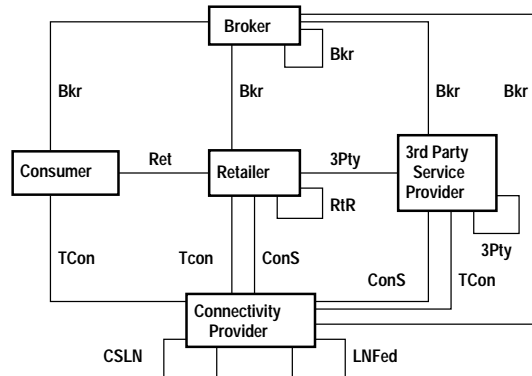 Broker
Bkr
Bkr
Bkr
Bkr
Bkr
Consumer
Ret
Retailer
3Pty
3rd Party
Service
Provider
RtR
3Pty
TCon
Tcon
ConS
ConS
TCon
Connectivity
Provider
CSLN
LNFed